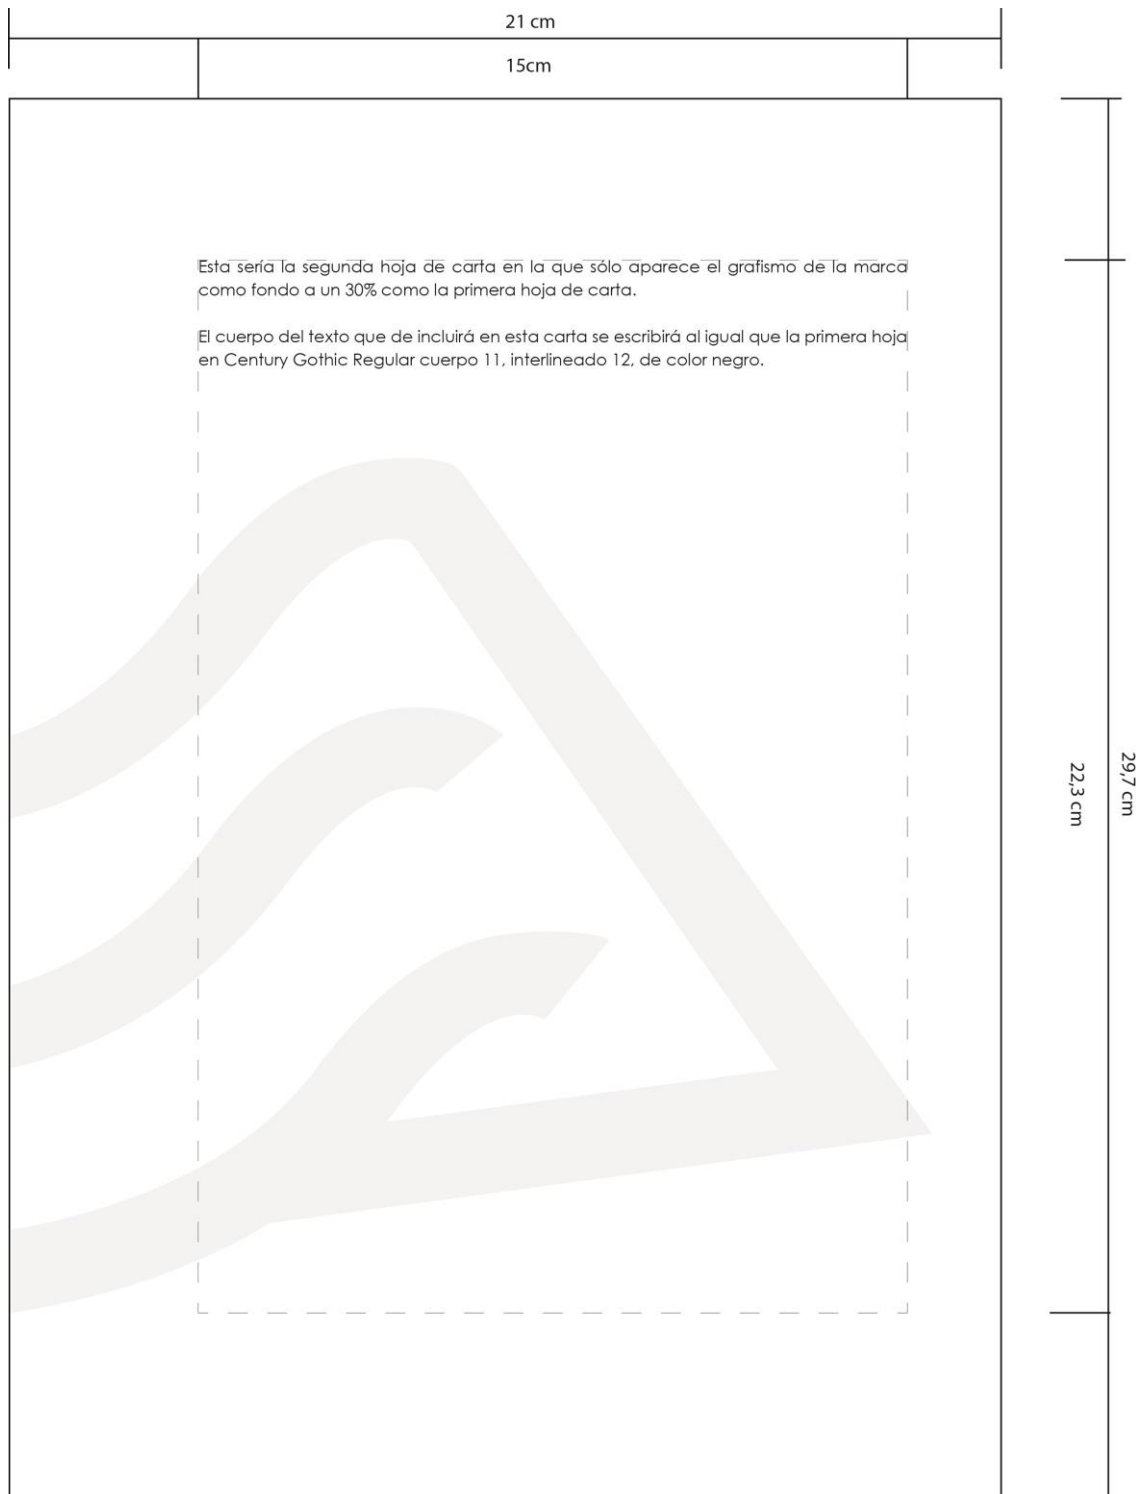 21 cm
15cm
Esta sería la segunda hoja de carta en la que sólo aparece el grafismo de la marca
como fondo a un 30% como la primera hoja de carta.
El cuerpo del texto que de incluirá en esta carta se escribirá al igual que la primera hoja
en Century Gothic Regular cuerpo 11, interlineado 12, de color negro.
22,3 cm
29,7 cm